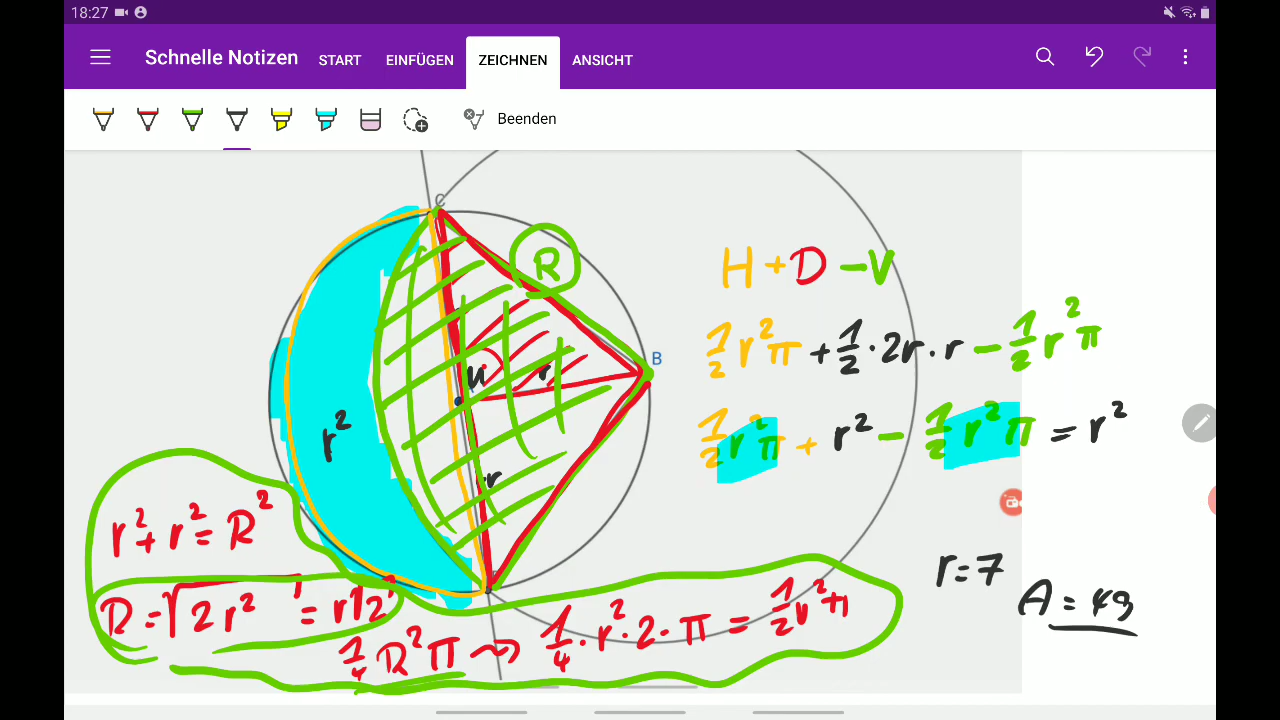 18:27
Schnelle Notizen START EINFÜGEN ZEICHNEN ANSICHT
Beenden
C
R
B
H + D - V
1/2 r² π + 1/2 · 2r · r - 1/2 r² π
1/2 r² π + r² - 1/2 r² π = r²
r
r²
r
r² + r² = R²
r = 7
A = 49
R = √2r² = r√2
1/4 R² π ⇝ 1/4 · r² · 2 · π = 1/2 r² π